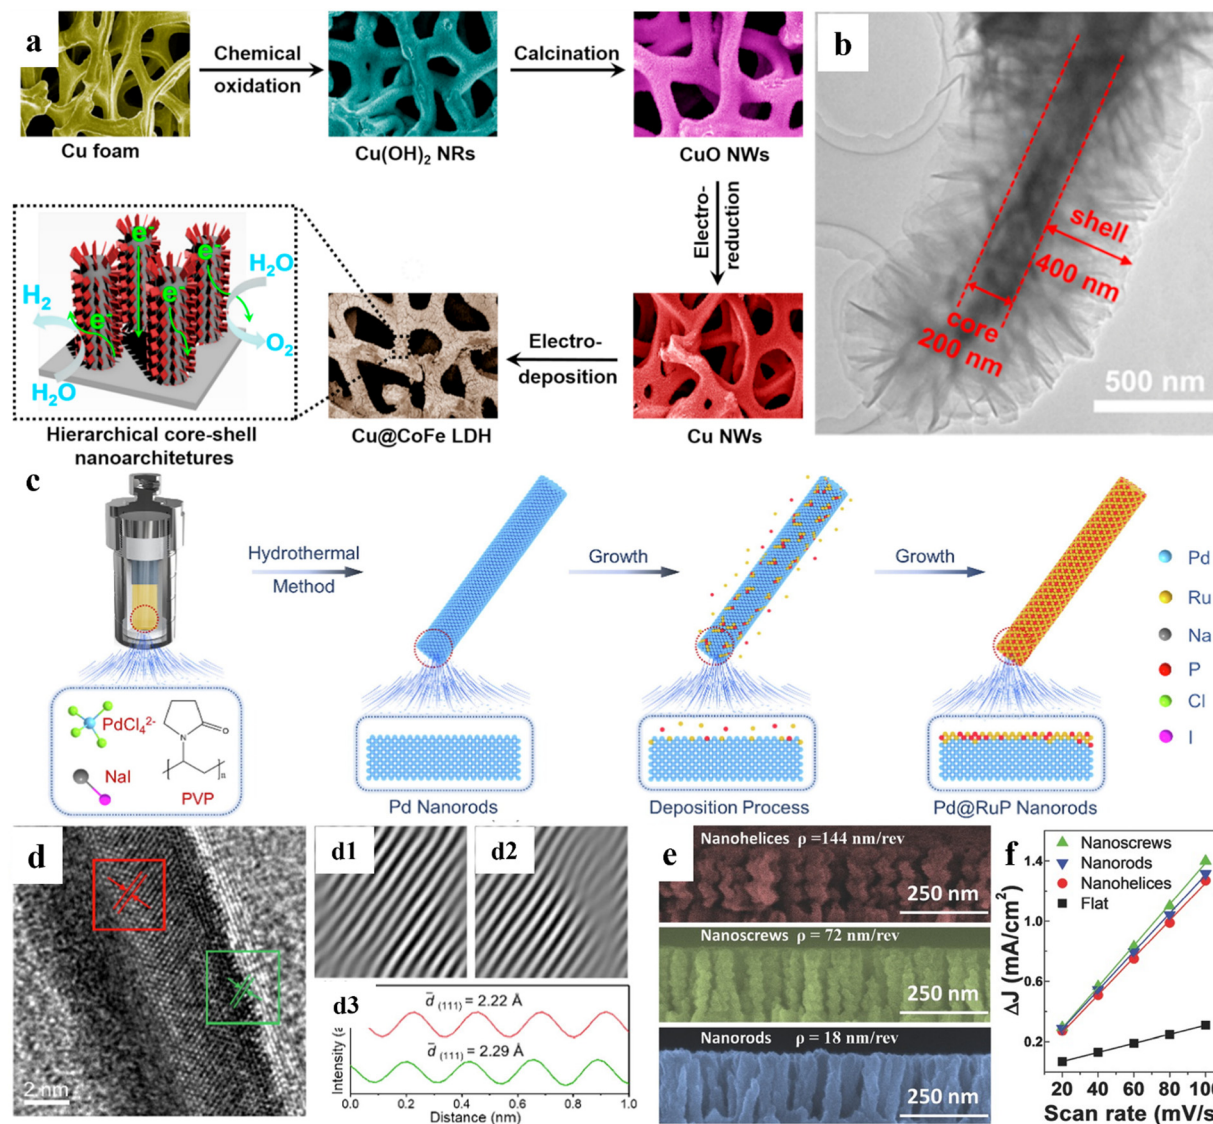 a
Chemical
oxidation
Calcination
Cu foam
Cu(OH)₂ NRs
CuO NWs
Electro-
reduction
e⁻
e
e
e
e
H₂O
H₂
O₂
H₂O
Electro-
deposition
Hierarchical core-shell
nanoarchitetures
Cu@CoFe LDH
Cu NWs
b
shell
400 nm
core
200 nm
500 nm
c
Hydrothermal
Method
Growth
Growth
Pd
Ru
Na
P
Cl
I
PdCl₄²⁻
NaI
N
O
n
PVP
Pd Nanorods
Deposition Process
Pd@RuP Nanorods
d
2 nm
d1
d2
d3
d̄ (111) = 2.22 Å
d̄ (111) = 2.29 Å
Intensity (a
0.0 0.2 0.4 0.6 0.8 1.0
Distance (nm)
e
Nanohelices ρ =144 nm/rev
250 nm
Nanoscrews ρ = 72 nm/rev
250 nm
Nanorods ρ = 18 nm/rev
250 nm
f
Nanoscrews
Nanorods
Nanohelices
Flat
1.4
1.0
0.6
0.2
ΔJ (mA/cm²)
20 40 60 80 100
Scan rate (mV/s